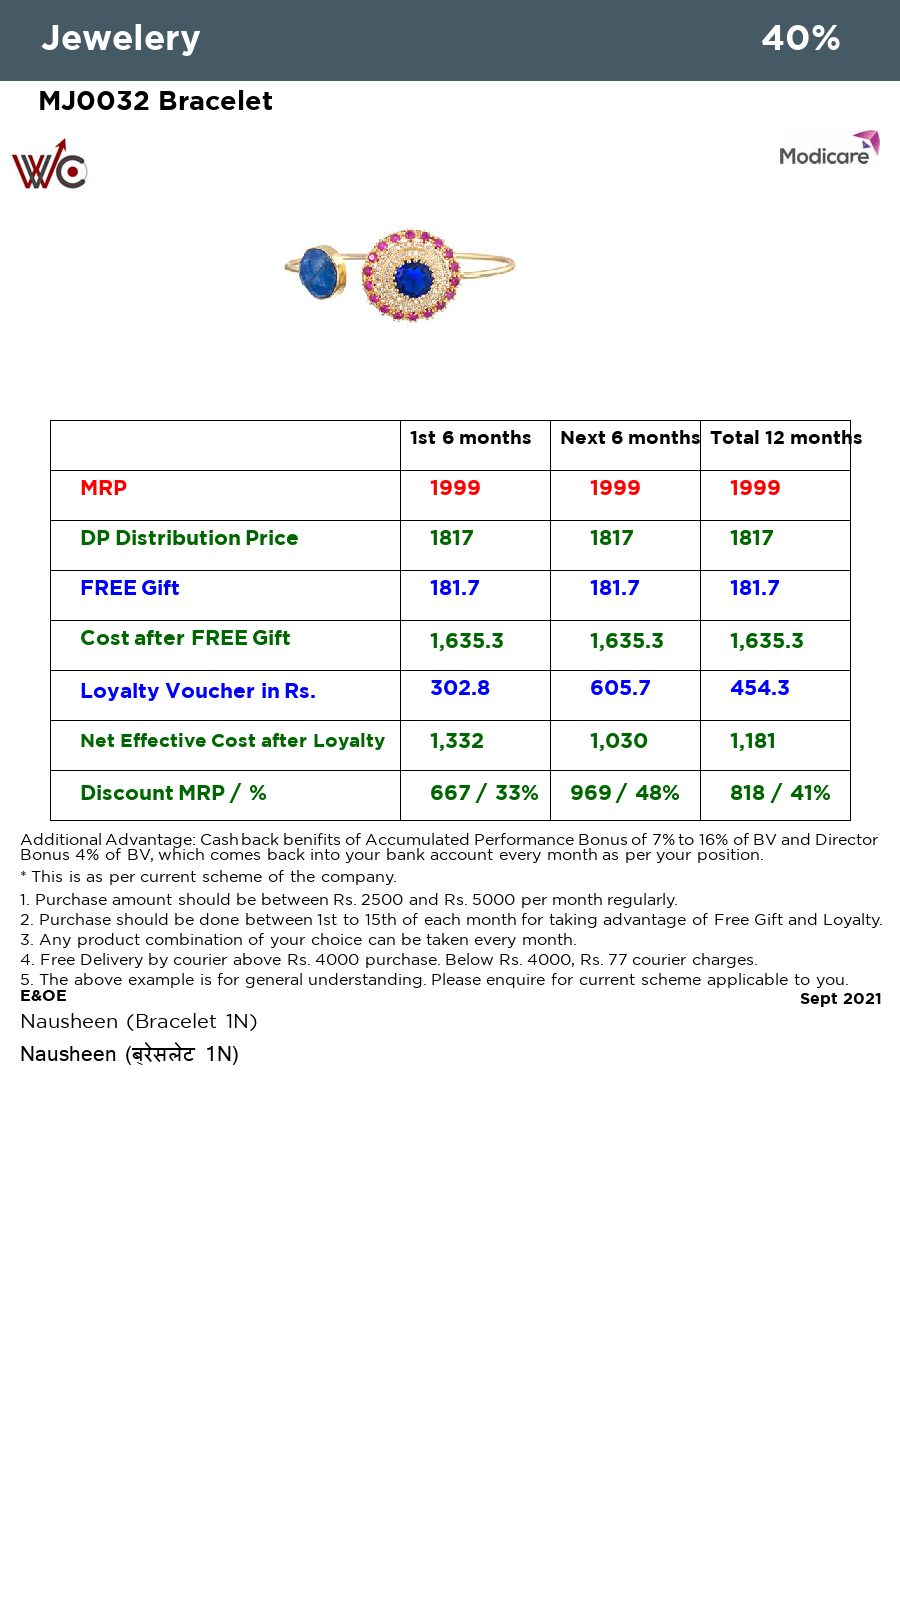 Jewelery 40%
MJ0032 Bracelet
WC
Modicare
1st 6 months Next 6 months Total 12 months
MRP 1999 1999 1999
DP Distribution Price 1817 1817 1817
FREE Gift 181.7 181.7 181.7
Cost after FREE Gift 1,635.3 1,635.3 1,635.3
Loyalty Voucher in Rs. 302.8 605.7 454.3
Net Effective Cost after Loyalty 1,332 1,030 1,181
Discount MRP / % 667 / 33% 969 / 48% 818 / 41%
Additional Advantage: Cashback benifits of Accumulated Performance Bonus of 7% to 16% of BV and Director
Bonus 4% of BV, which comes back into your bank account every month as per your position.
* This is as per current scheme of the company.
1. Purchase amount should be between Rs. 2500 and Rs. 5000 per month regularly.
2. Purchase should be done between 1st to 15th of each month for taking advantage of Free Gift and Loyalty.
3. Any product combination of your choice can be taken every month.
4. Free Delivery by courier above Rs. 4000 purchase. Below Rs. 4000, Rs. 77 courier charges.
5. The above example is for general understanding. Please enquire for current scheme applicable to you.
E&OE Sept 2021
Nausheen (Bracelet 1N)
Nausheen (ब्रेसलेट 1N)